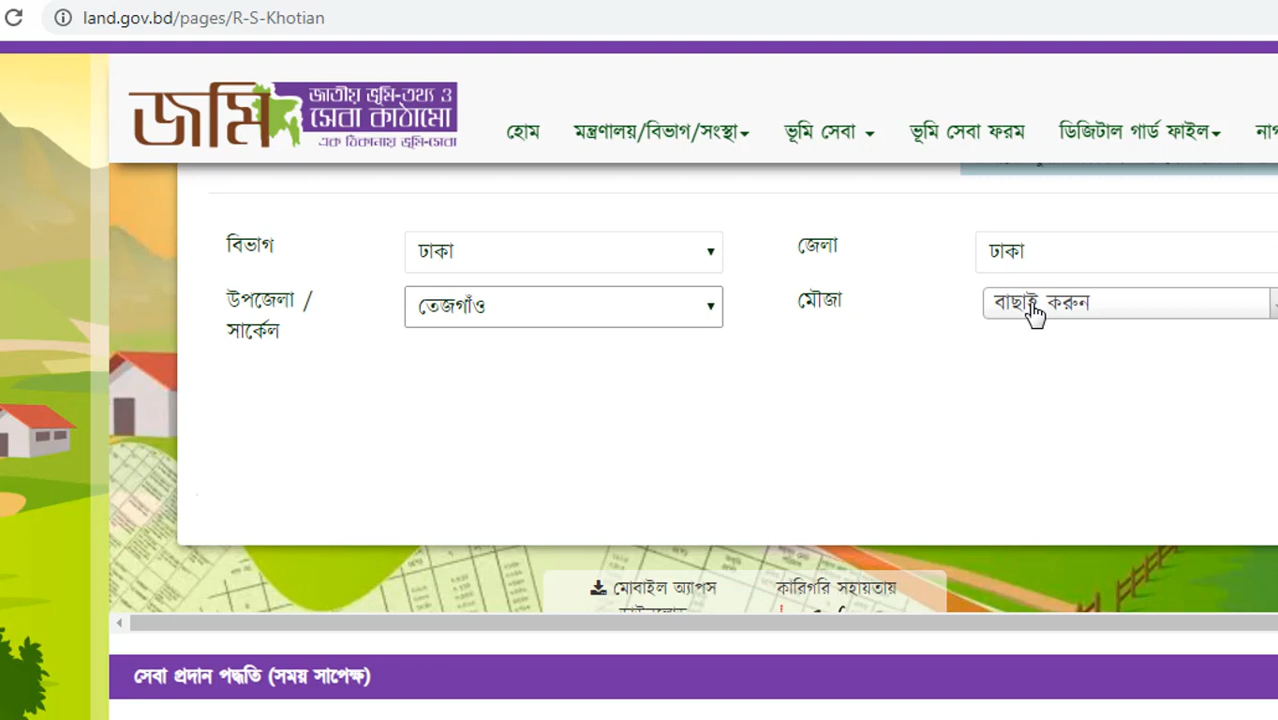 land.gov.bd/pages/R-S-Khotian
জমি
জাতীয় ভূমি-তথ্য ও
সেবা কাঠামো
এক ঠিকানায় ভূমি-সেবা
হোম মন্ত্রণালয়/বিভাগ/সংস্থা ভূমি সেবা ভূমি সেবা ফরম ডিজিটাল গার্ড ফাইল
বিভাগ ঢাকা জেলা ঢাকা
উপজেলা / তেজগাঁও মৌজা বাছাই করুন
সার্কেল
মোবাইল অ্যাপস কারিগরি সহায়তায়
সেবা প্রদান পদ্ধতি (সময় সাপেক্ষ)